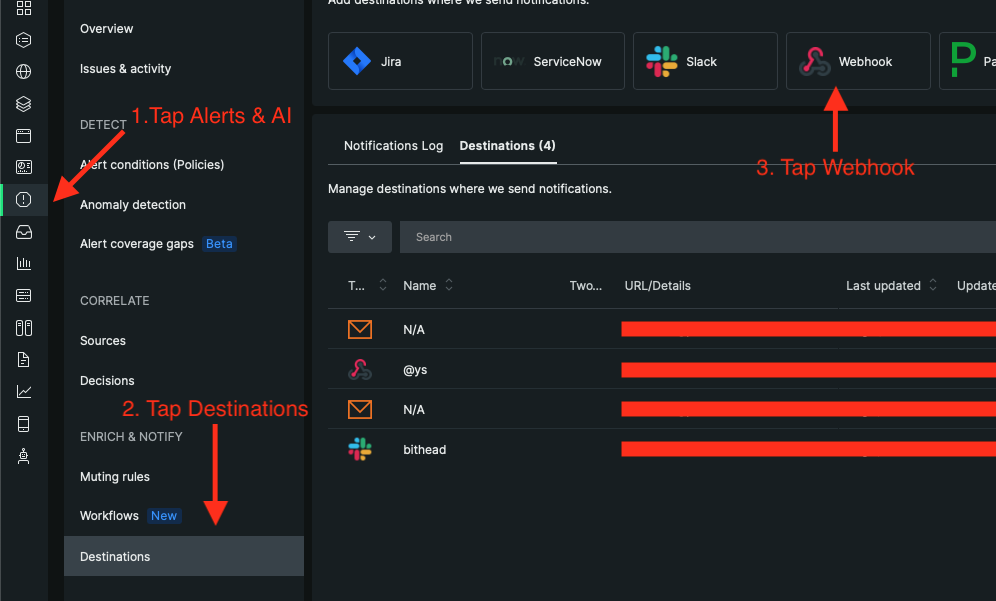 Add destinations where we send notifications.
Overview
Issues & activity
DETECT
1.Tap Alerts & AI
Alert conditions (Policies)
Anomaly detection
Alert coverage gaps Beta
CORRELATE
Sources
Decisions
2. Tap Destinations
ENRICH & NOTIFY
Muting rules
Workflows New
Destinations
Jira
now ServiceNow
Slack
Webhook
3. Tap Webhook
Notifications Log Destinations (4)
Manage destinations where we send notifications.
Search
T... Name Two... URL/Details Last updated Update
N/A
@ys
N/A
bithead